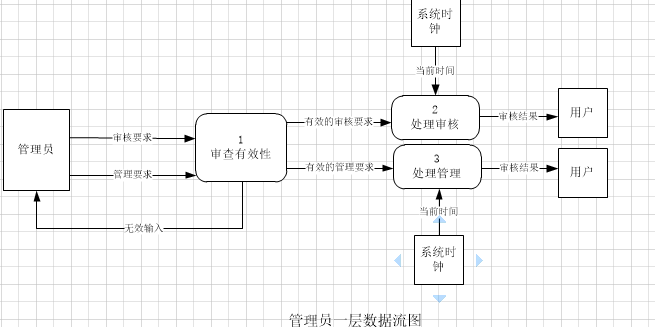 系统时
钟
当前时间
管理员
审核要求
管理要求
无效输入
1
审查有效性
有效的审核要求
有效的管理要求
2
处理审核
3
处理管理
审核结果
用户
审核结果
用户
当前时间
系统时
钟
管理员一层数据流图